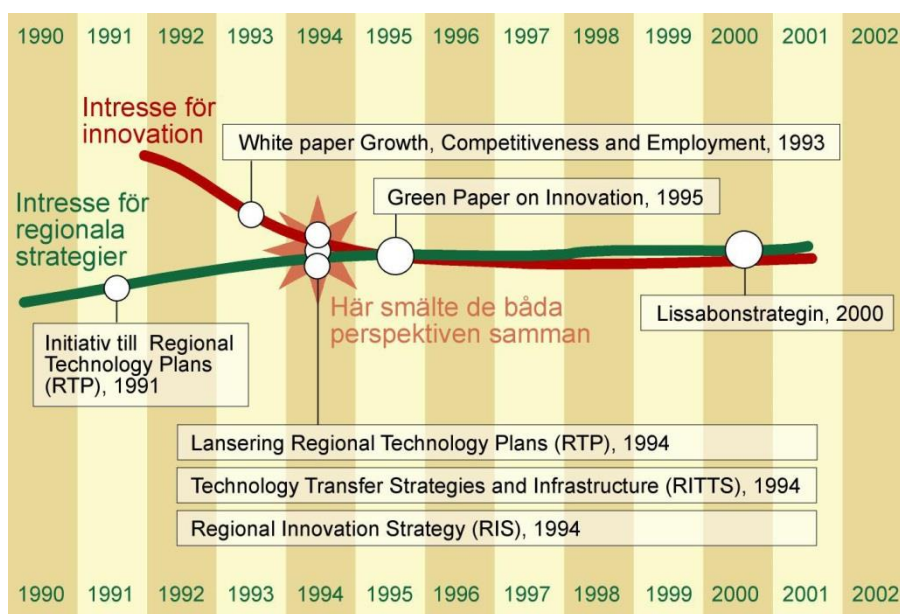 1990 1991 1992 1993 1994 1995 1996 1997 1998 1999 2000 2001 2002
Intresse för
innovation
White paper Growth, Competitiveness and Employment, 1993
Green Paper on Innovation, 1995
Intresse för
regionala
strategier
Här smälte de båda
perspektiven samman
Lissabonstrategin, 2000
Initiativ till Regional
Technology Plans
(RTP), 1991
Lansering Regional Technology Plans (RTP), 1994
Technology Transfer Strategies and Infrastructure (RITTS), 1994
Regional Innovation Strategy (RIS), 1994
1990 1991 1992 1993 1994 1995 1996 1997 1998 1999 2000 2001 2002